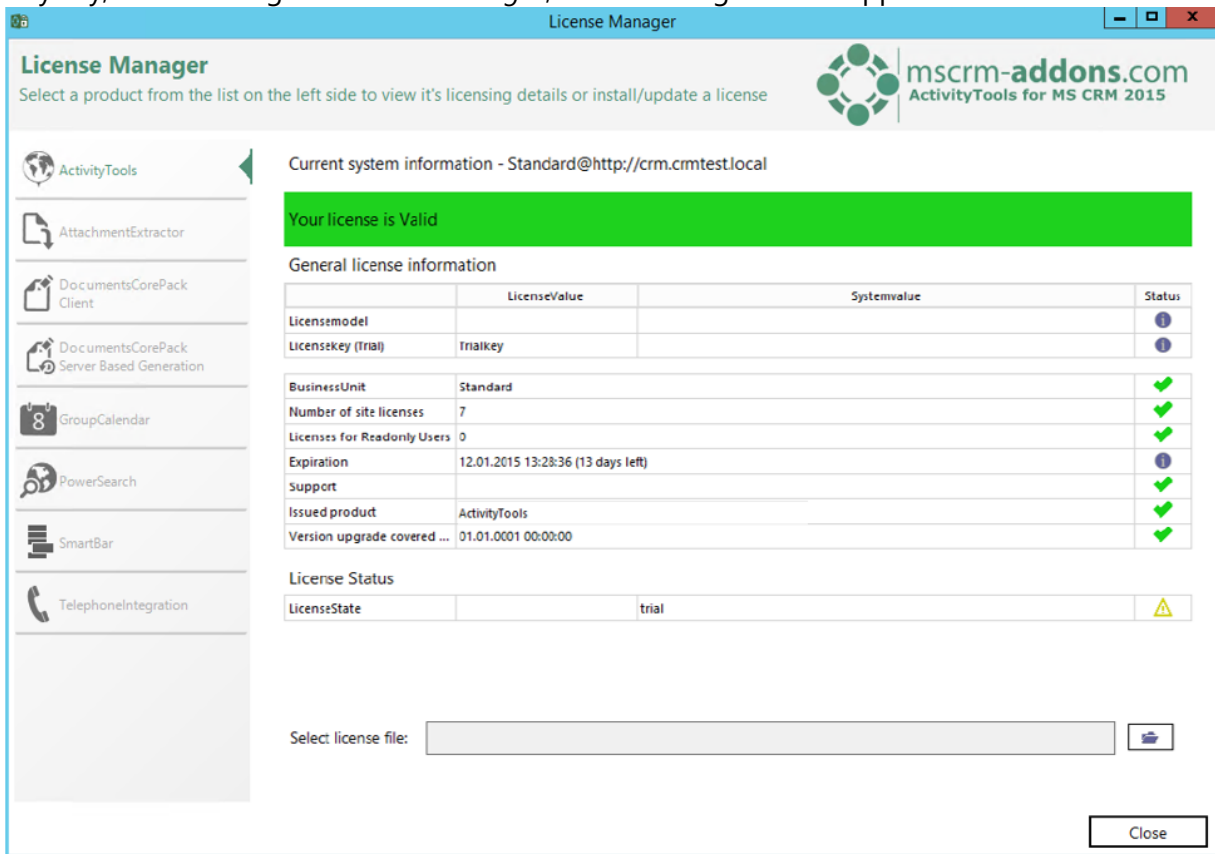 License Manager
License Manager
Select a product from the list on the left side to view it's licensing details or install/update a license
mscrm-addons.com
ActivityTools for MS CRM 2015
ActivityTools
AttachmentExtractor
DocumentsCorePack
Client
DocumentsCorePack
Server Based Generation
8
GroupCalendar
PowerSearch
SmartBar
TelephoneIntegration
Current system information - Standard@http://crm.crmtest.local
Your license is Valid
General license information
LicenseValue Systemvalue Status
Licensemodel
Licensekey (Trial) Trialkey
BusinessUnit Standard
Number of site licenses 7
Licenses for Readonly Users 0
Expiration 12.01.2015 13:28:36 (13 days left)
Support
Issued product ActivityTools
Version upgrade covered ... 01.01.0001 00:00:00
License Status
LicenseState trial
Select license file:
Close